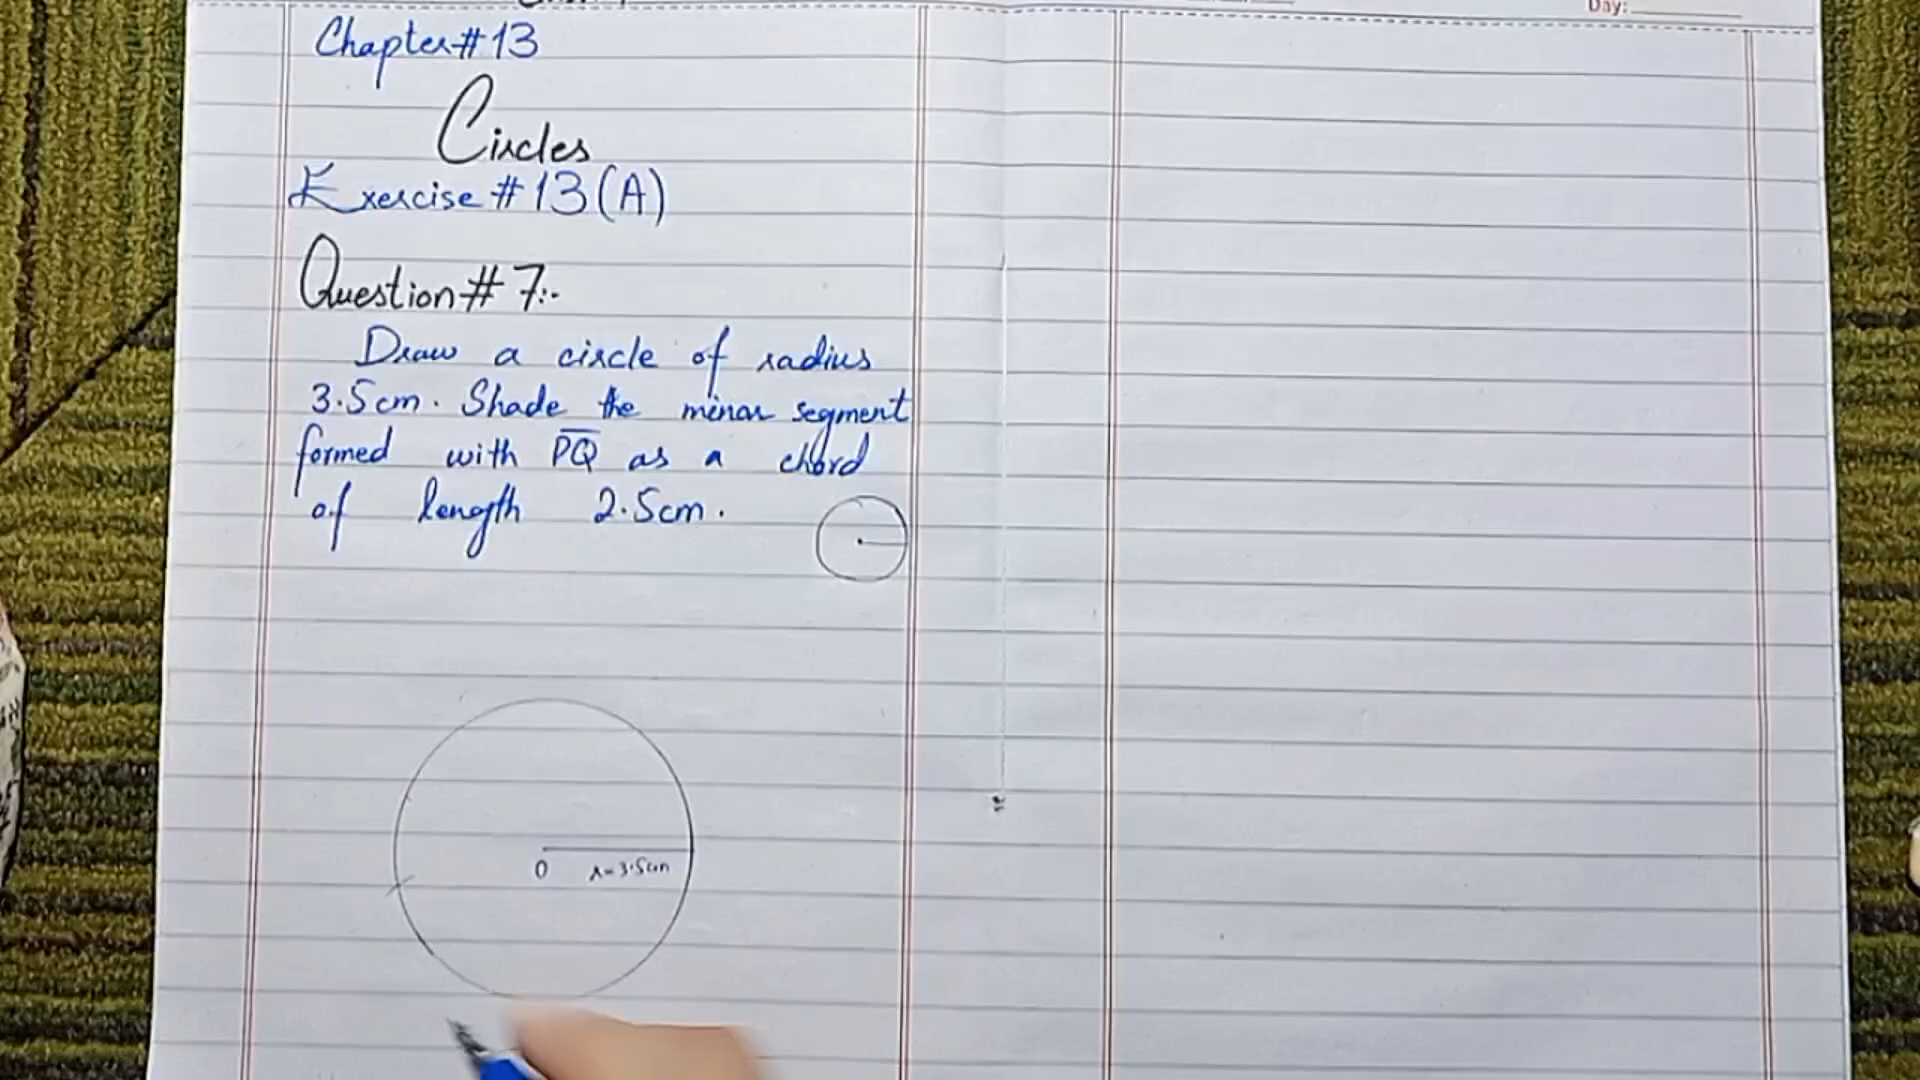 Day:
Chapter# 13
Circles
Exercise # 13(A)
Question# 7:-
Draw a circle of radius
3.5cm. Shade the minor segment
formed with PQ as a chord
of length 2.5cm.
O r=3.5cm